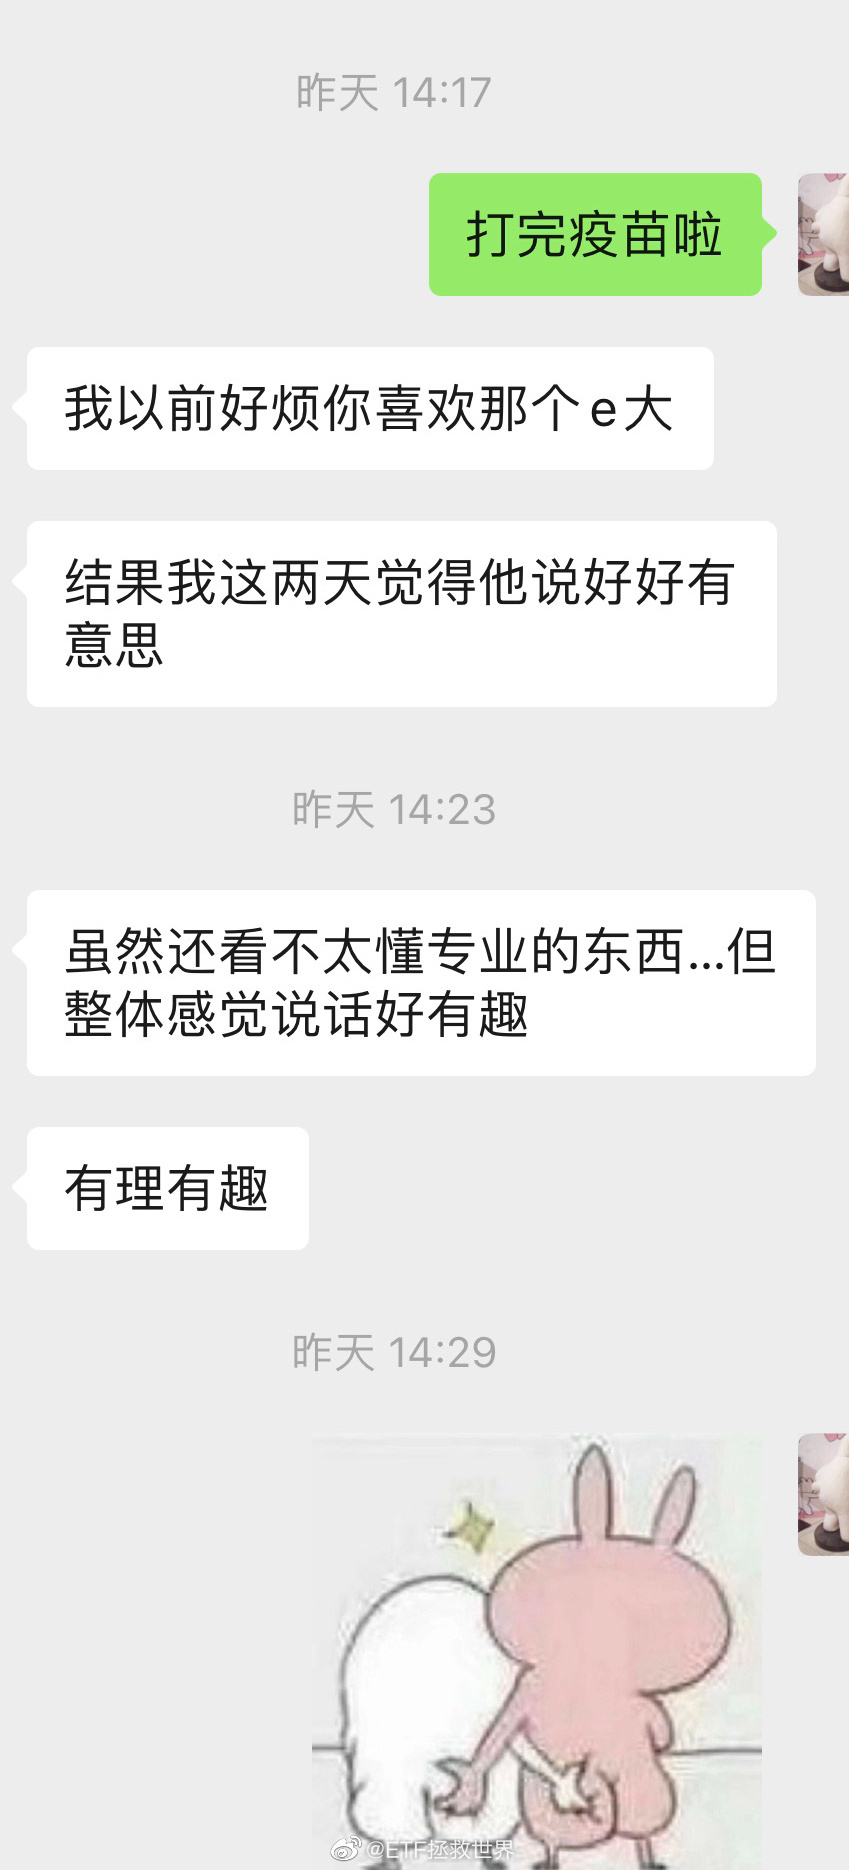 昨天 14:17
打完疫苗啦
我以前好烦你喜欢那个e大
结果我这两天觉得他说好好有
意思
昨天 14:23
虽然还看不太懂专业的东西...但
整体感觉说话好有趣
有理有趣
昨天 14:29
@ETF拯救世界